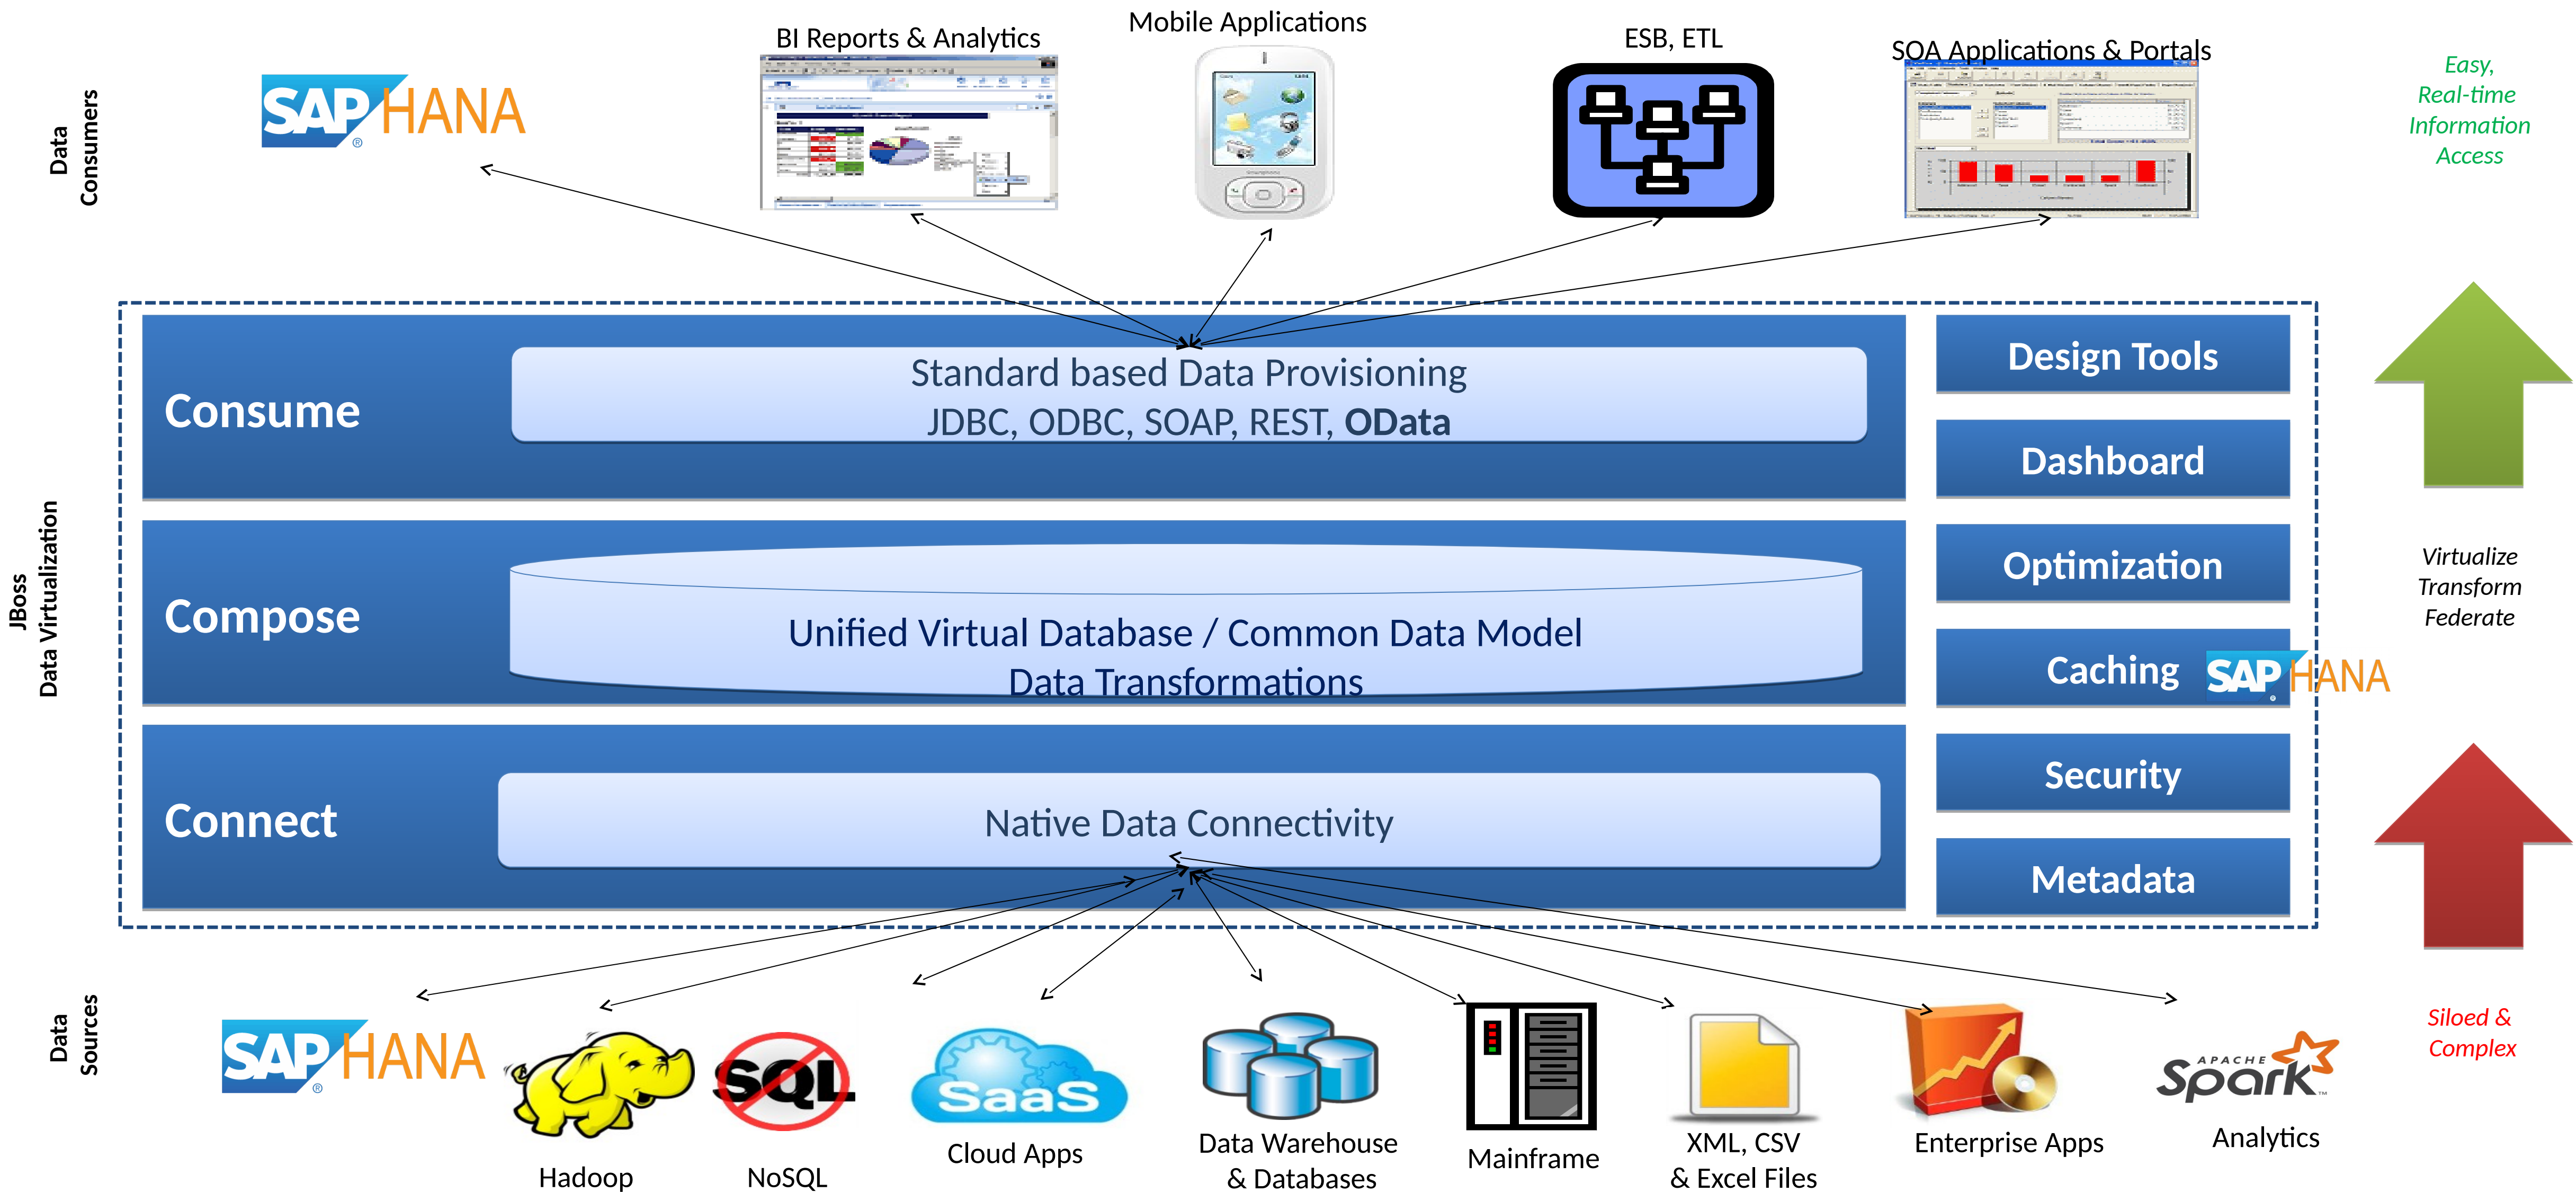 Data
Consumers
SAP HANA
®
BI Reports & Analytics
Mobile Applications
ESB, ETL
SOA Applications & Portals
Easy,
Real-time
Information
Access
JBoss
Data Virtualization
Consume
Standard based Data Provisioning
JDBC, ODBC, SOAP, REST, OData
Compose
Unified Virtual Database / Common Data Model
Data Transformations
Connect
Native Data Connectivity
Design Tools
Dashboard
Optimization
Caching
SAP HANA
®
Security
Metadata
Virtualize
Transform
Federate
Siloed &
Complex
Data
Sources
SAP HANA
®
Hadoop
SQL
NoSQL
SaaS
Cloud Apps
Data Warehouse
& Databases
Mainframe
XML, CSV
& Excel Files
Enterprise Apps
APACHE
Spark™
Analytics